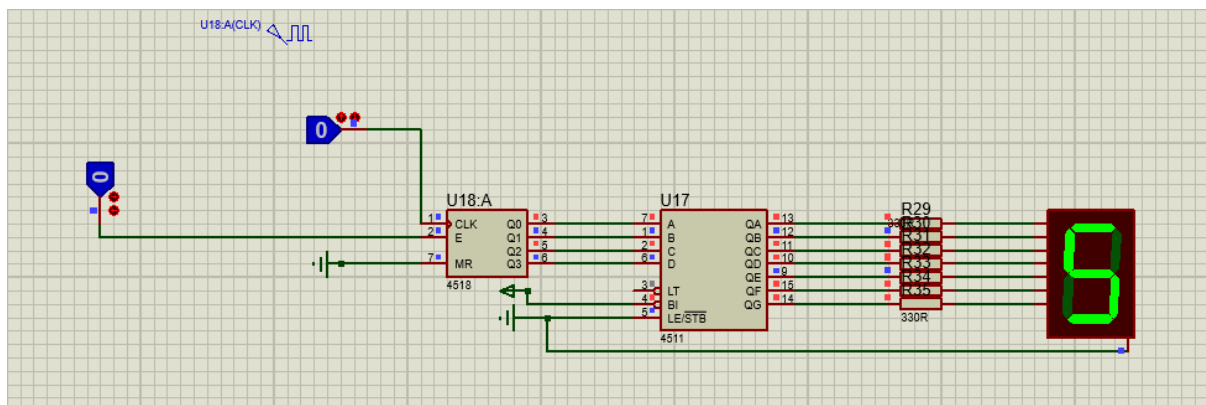 U18:A(CLK)
0
0
U18:A
1 CLK Q0 3
2 E Q1 4
Q2 5
7 MR Q3 6
4518
U17
7 A QA 13
1 B QB 12
2 C QC 11
6 D QD 10
QE 9
3 LT QF 15
4 BI QG 14
5 LE/STB
4511
R29
R30
R31
R32
R33
R34
R35
330R
5